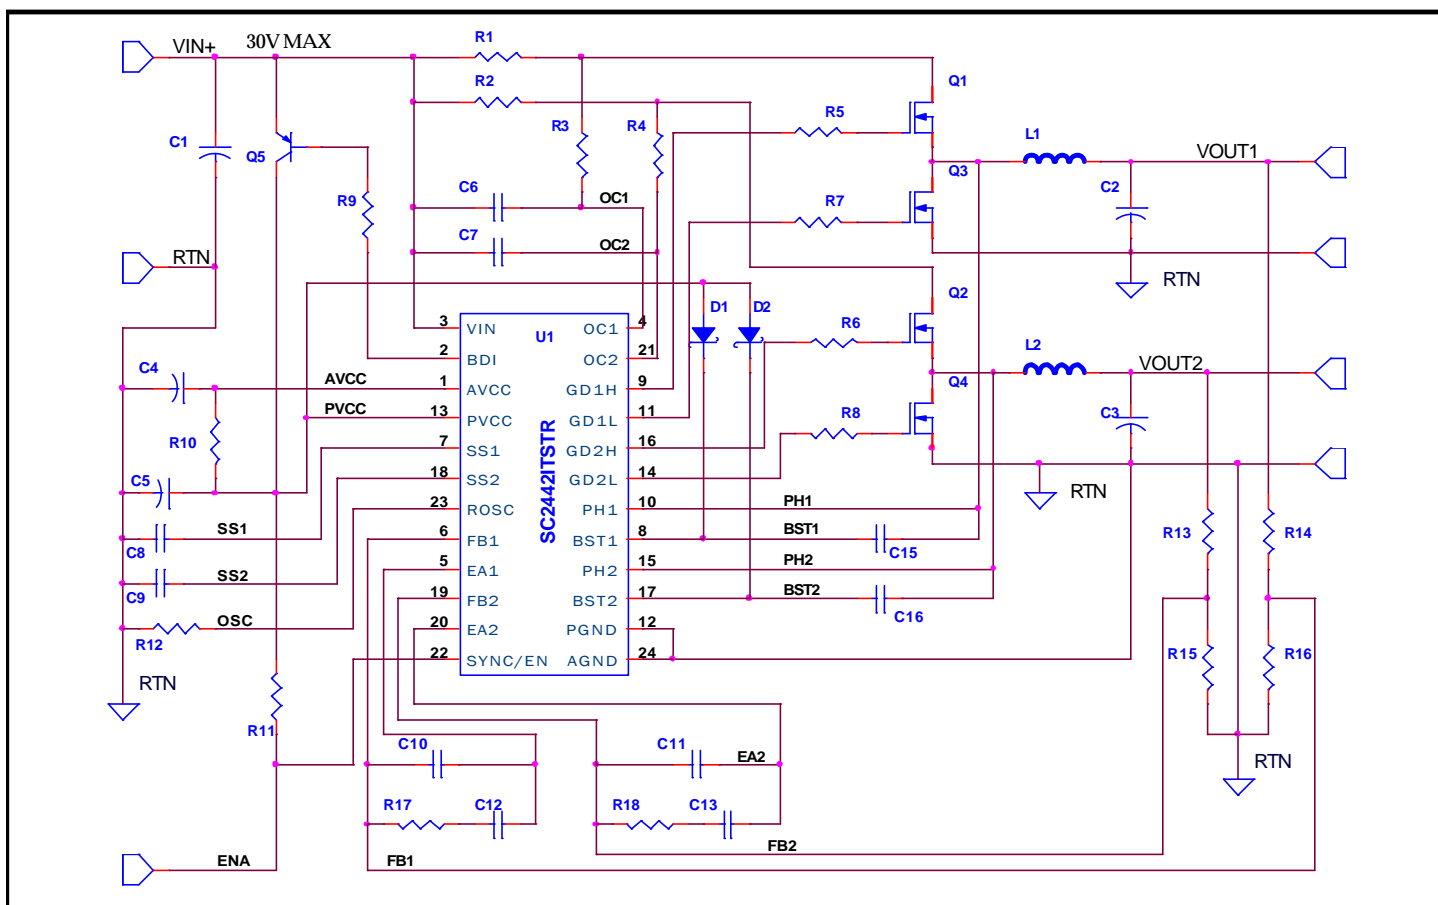 VIN+ 30V MAX R1
R2 Q1
R3 R4 R5
C1 Q5 L1 VOUT1
Q3
C6 OC1 R9 R7 C2
C7 OC2
RTN RTN
D1 D2 Q2
3 VIN U1 OC1 4 R6
2 BDI OC2 21 L2 VOUT2
C4 AVCC 1 AVCC GD1H 9 Q4
PVCC 13 PVCC GD1L 11 R8 C3
R10 7 SS1 GD2H 16
C5 18 SS2 GD2L 14 RTN
SC2442ITSTR
23 ROSC PH1 10 PH1
C8 SS1 6 FB1 BST1 8 BST1 C15 R13 R14
5 EA1 PH2 15 PH2
C9 SS2 19 FB2 BST2 17 BST2 C16
R12 OSC 20 EA2 PGND 12
22 SYNC/EN AGND 24 R15 R16
RTN
R11
C10 C11 EA2 RTN
R17 C12 R18 C13
FB2
ENA FB1